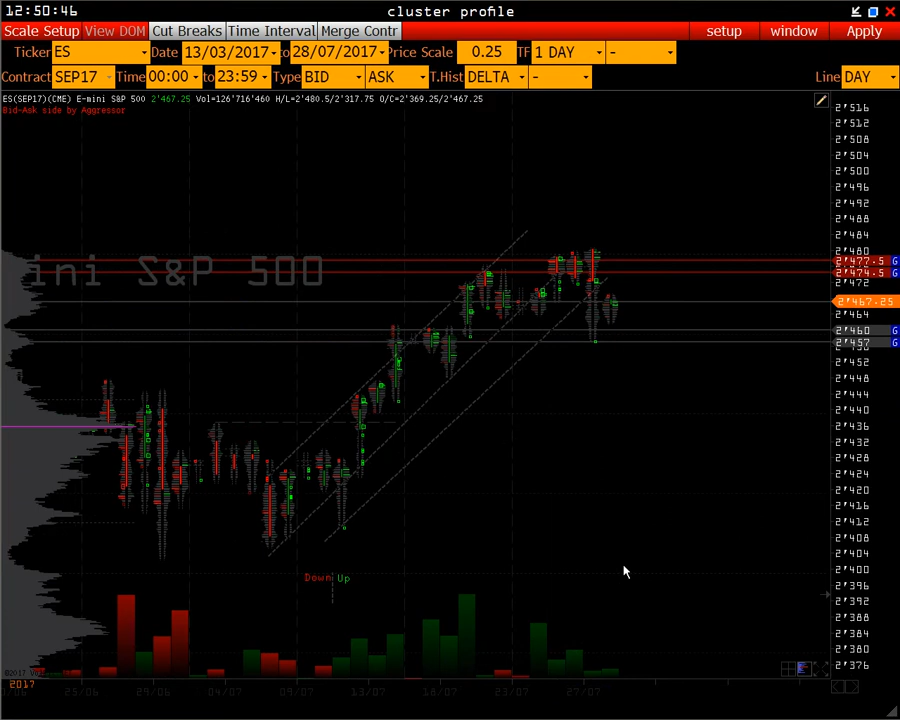 12:50:46 cluster profile
Scale Setup View DOM Cut Breaks Time Interval Merge Contr setup window Apply
Ticker ES Date 13/03/2017 to 28/07/2017 Price Scale 0.25 TF 1 DAY -
Contract SEP17 Time 00:00 to 23:59 Type BID ASK T.Hist DELTA - Line DAY
ES(SEP17)(CME) E-mini S&P 500 2'467.25 Vol=126'716'460 H/L=2'480.5/2'317.75 O/C=2'369.25/2'467.25
Bid-Ask side by Aggressor
2'516
2'512
2'508
2'504
2'500
2'496
2'492
2'488
2'484
2'480
2'477.5 G
2'474.5 G
2'472
ini S&P 500
2'467.25
2'464
2'460 G
2'457 G
2'452
2'448
2'444
2'440
2'436
2'432
2'428
2'424
2'420
2'416
2'412
2'408
2'404
2'400
Down Up
2'396
2'392
2'388
2'384
2'380
2'376
2017
25/06 29/06 04/07 09/07 13/07 18/07 23/07 27/07